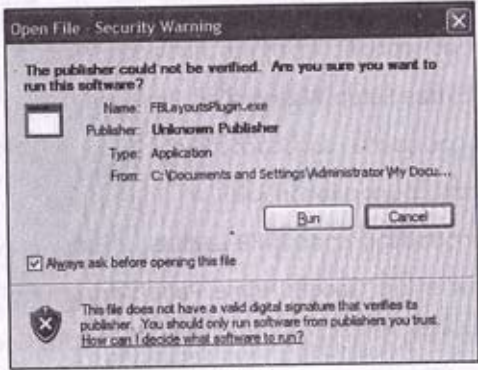 Open File - Security Warning
The publisher could not be verified. Are you sure you want to
run this software?
Name: FBLayoutsPlugin.exe
Publisher: Unknown Publisher
Type: Application
From: C:\Documents and Settings\Administrator\My Docu...
Run Cancel
Always ask before opening this file
This file does not have a valid digital signature that verifies its
publisher. You should only run software from publishers you trust.
How can I decide what software to run?